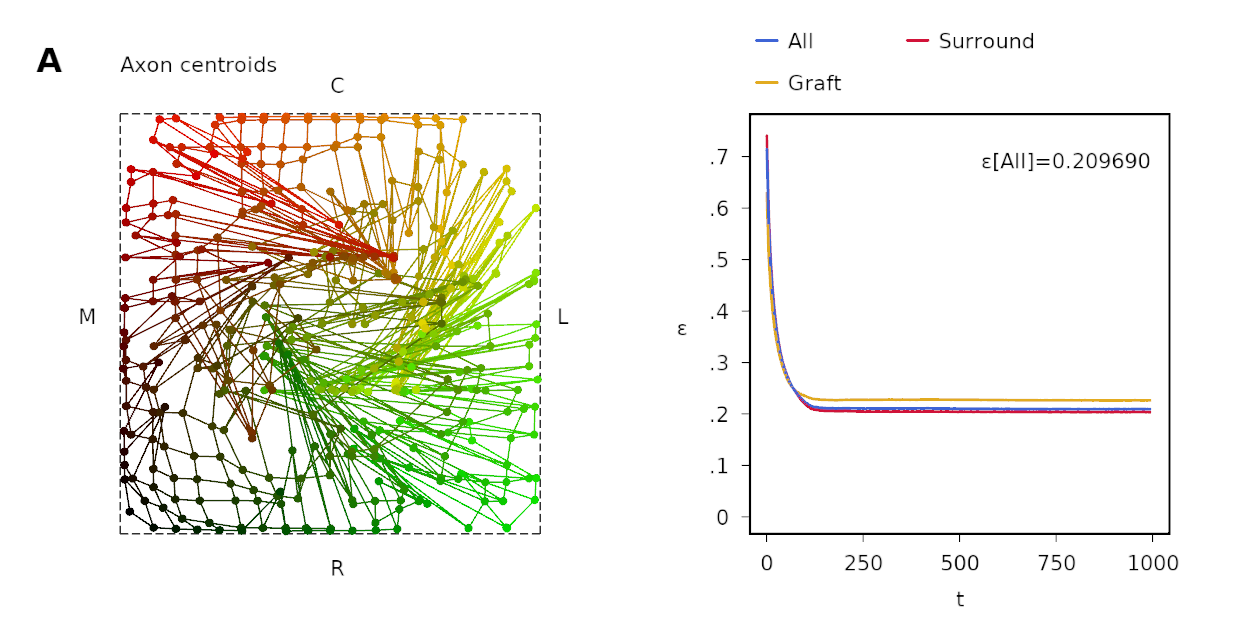 A
Axon centroids
C
M
L
R
All
Surround
Graft
ε[All]=0.209690
.7
.6
.5
.4
.3
.2
.1
0
ε
0 250 500 750 1000
t